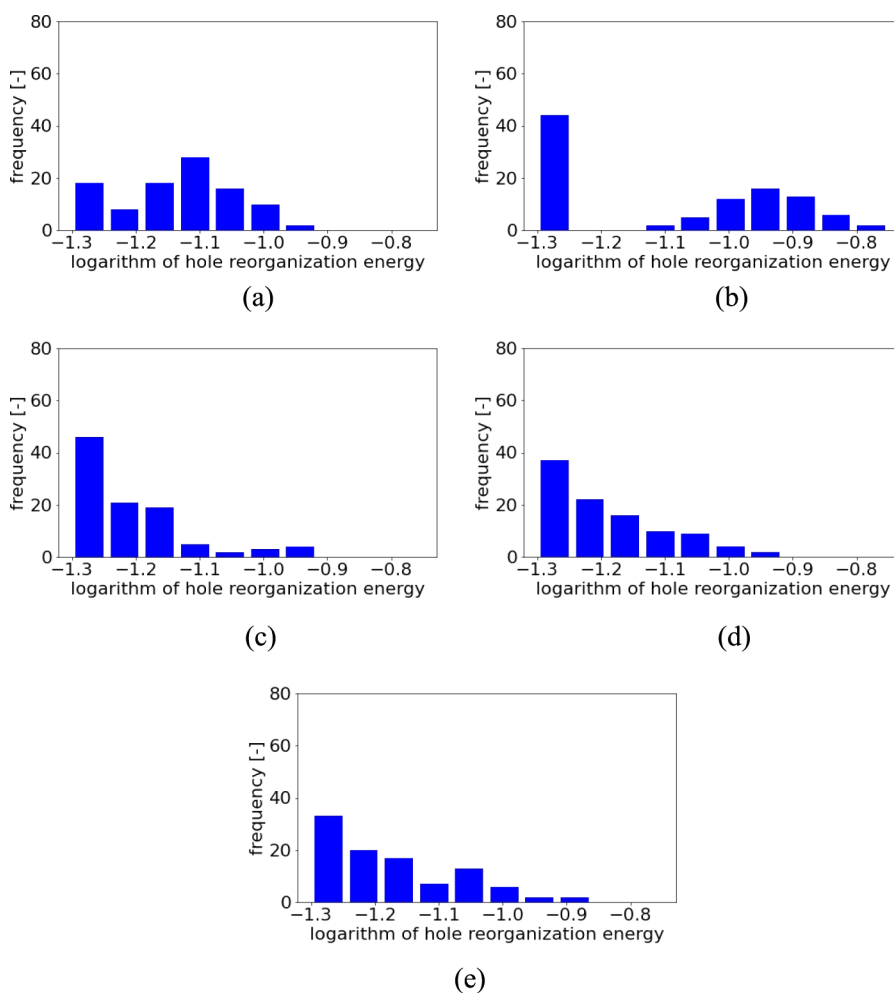 80
60
40
20
0
frequency [-]
−1.3 −1.2 −1.1 −1.0 −0.9 −0.8
logarithm of hole reorganization energy
(a)
80
60
40
20
0
frequency [-]
−1.3 −1.2 −1.1 −1.0 −0.9 −0.8
logarithm of hole reorganization energy
(b)
80
60
40
20
0
frequency [-]
−1.3 −1.2 −1.1 −1.0 −0.9 −0.8
logarithm of hole reorganization energy
(c)
80
60
40
20
0
frequency [-]
−1.3 −1.2 −1.1 −1.0 −0.9 −0.8
logarithm of hole reorganization energy
(d)
80
60
40
20
0
frequency [-]
−1.3 −1.2 −1.1 −1.0 −0.9 −0.8
logarithm of hole reorganization energy
(e)